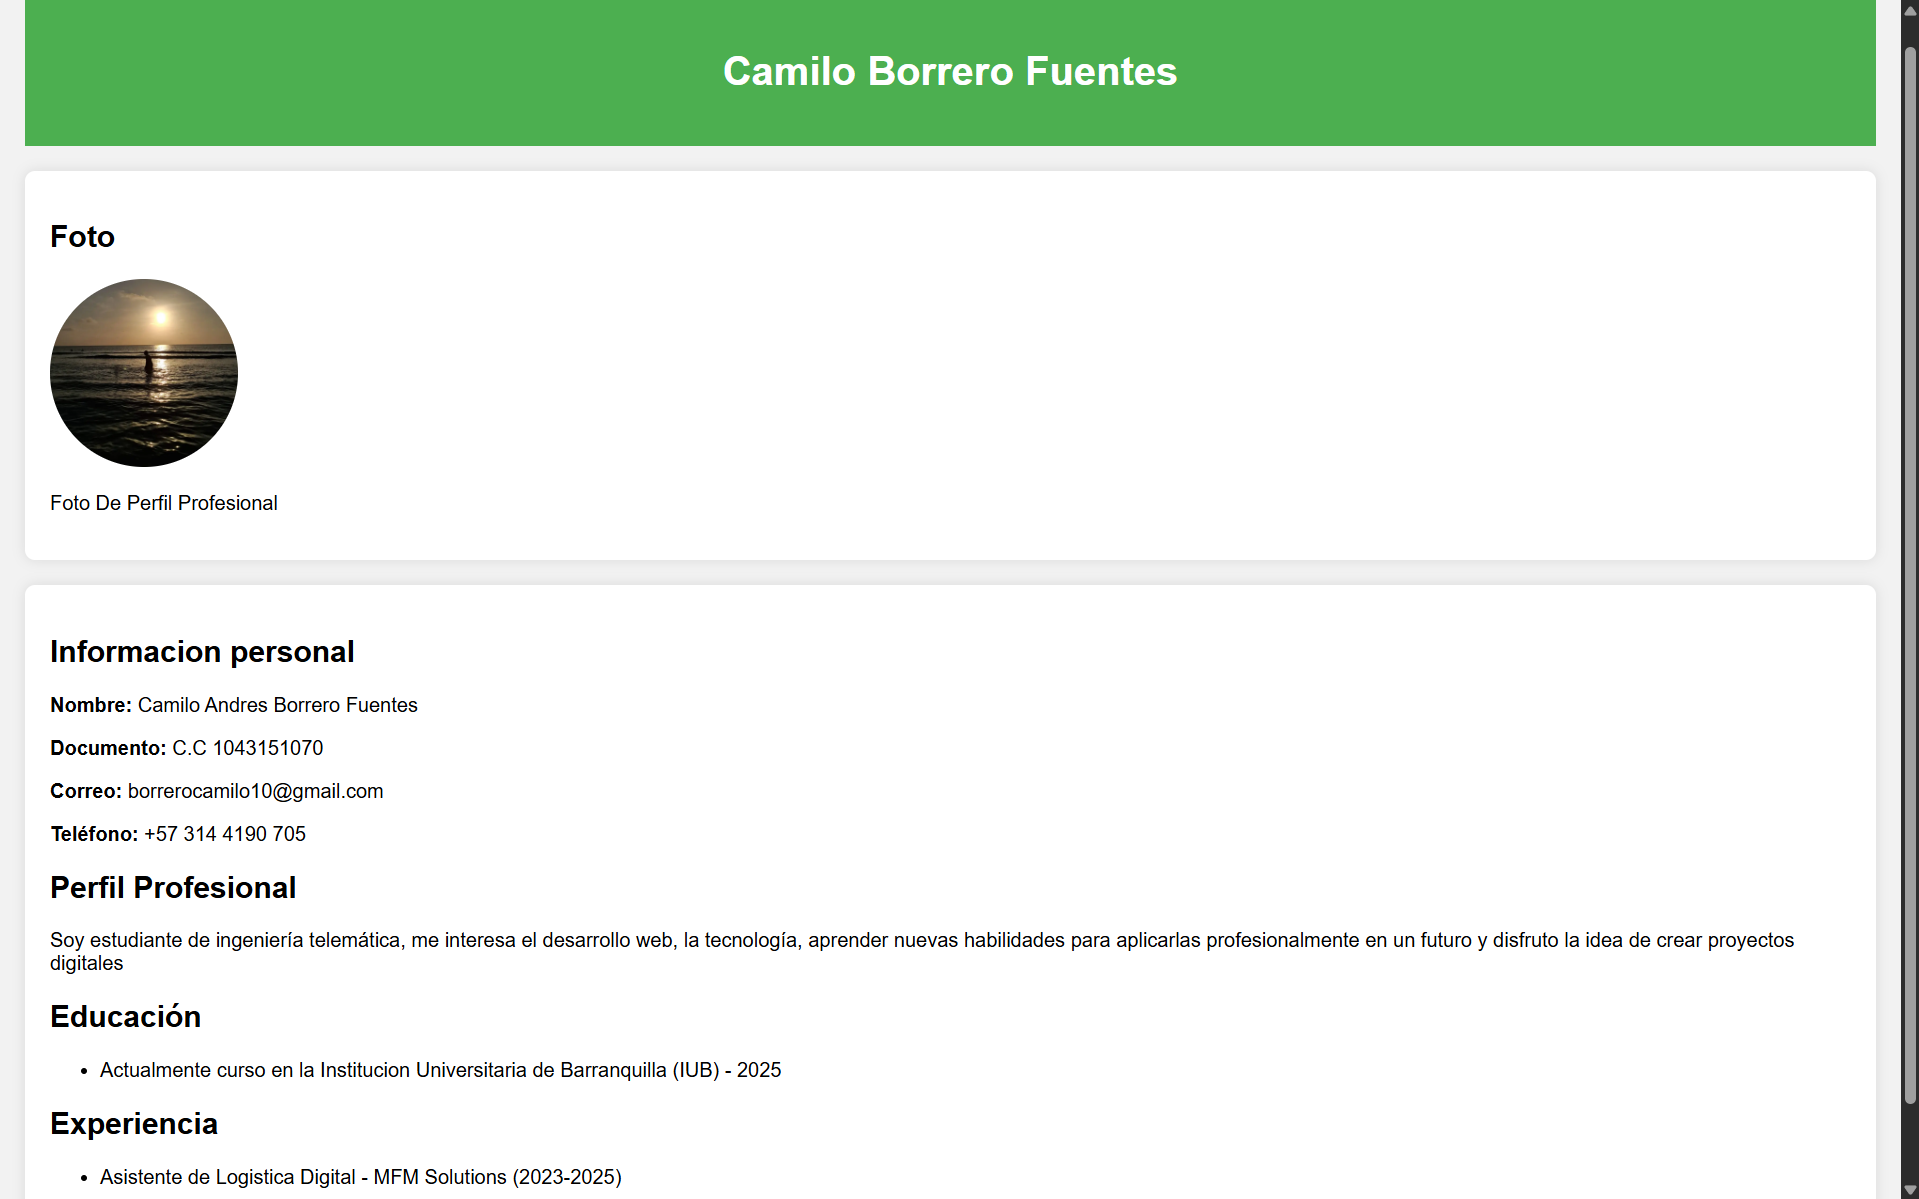 Camilo Borrero Fuentes
Foto
Foto De Perfil Profesional
Informacion personal
Nombre: Camilo Andres Borrero Fuentes
Documento: C.C 1043151070
Correo: borrerocamilo10@gmail.com
Teléfono: +57 314 4190 705
Perfil Profesional
Soy estudiante de ingeniería telemática, me interesa el desarrollo web, la tecnología, aprender nuevas habilidades para aplicarlas profesionalmente en un futuro y disfruto la idea de crear proyectos
digitales
Educación
• Actualmente curso en la Institucion Universitaria de Barranquilla (IUB) - 2025
Experiencia
• Asistente de Logistica Digital - MFM Solutions (2023-2025)